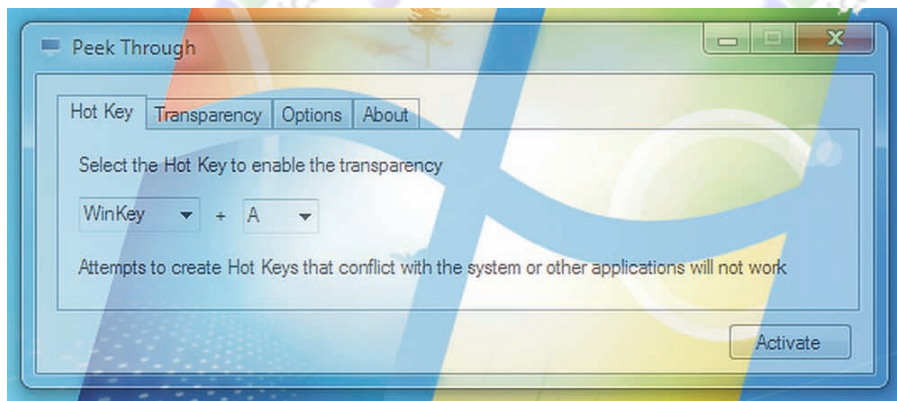 Peek Through
Hot Key Transparency Options About
Select the Hot Key to enable the transparency
WinKey + A
Attempts to create Hot Keys that conflict with the system or other applications will not work
Activate